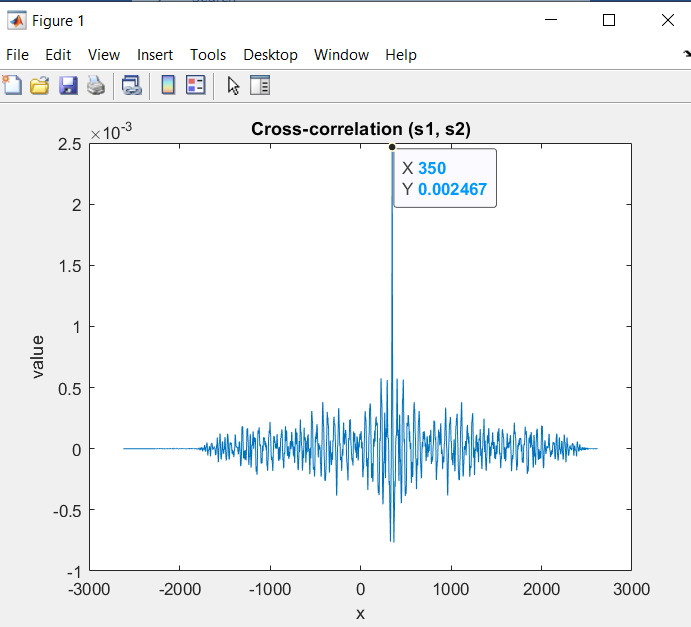 Figure 1
File Edit View Insert Tools Desktop Window Help
×10-3
Cross-correlation (s1, s2)
2.5
X 350
Y 0.002467
2
1.5
1
value
0.5
0
-0.5
-1
-3000 -2000 -1000 0 1000 2000 3000
x